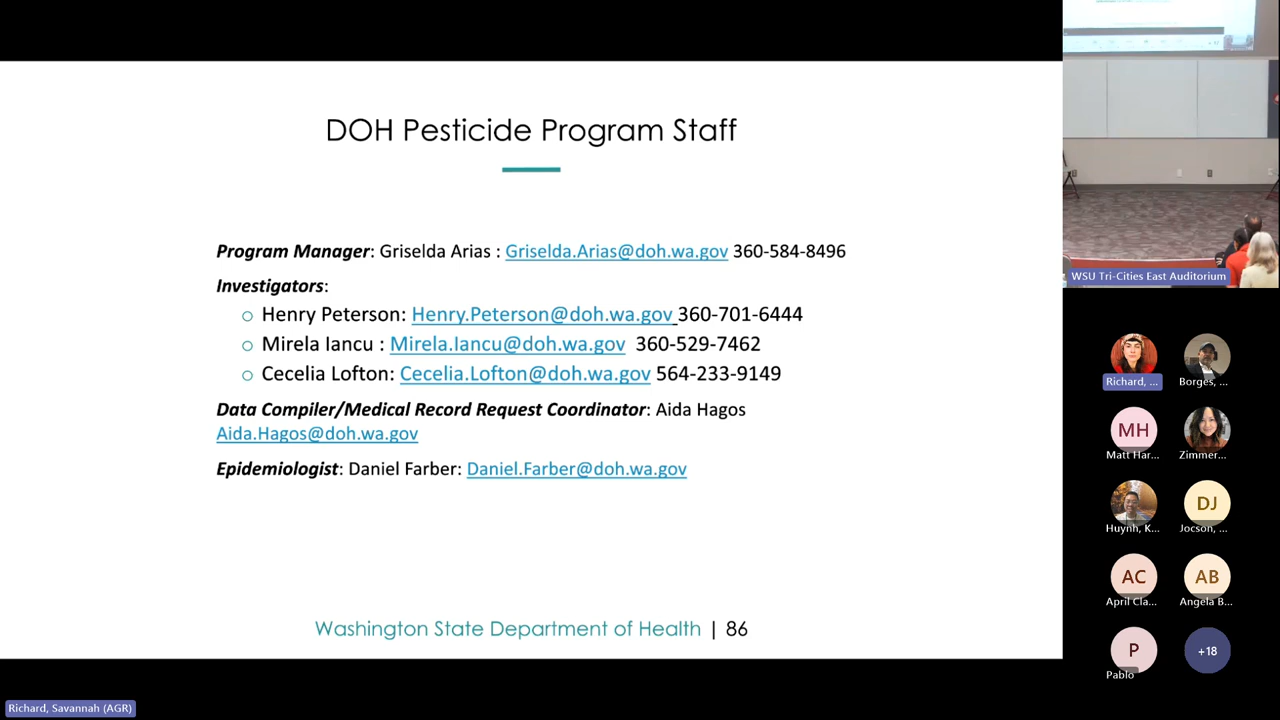 DOH Pesticide Program Staff
Program Manager: Griselda Arias : Griselda.Arias@doh.wa.gov 360-584-8496
Investigators:
Henry Peterson: Henry.Peterson@doh.wa.gov 360-701-6444
Mirela Iancu : Mirela.Iancu@doh.wa.gov 360-529-7462
Cecelia Lofton: Cecelia.Lofton@doh.wa.gov 564-233-9149
Data Compiler/Medical Record Request Coordinator: Aida Hagos
Aida.Hagos@doh.wa.gov
Epidemiologist: Daniel Farber: Daniel.Farber@doh.wa.gov
Washington State Department of Health | 86
WSU Tri-Cities East Auditorium
Richard, ...
Borges, ...
MH
Matt Har...
Zimmer...
Huynh, K...
DJ
Jocson, ...
AC
April Cla...
AB
Angela B...
P
Pablo
+18
Richard, Savannah (AGR)